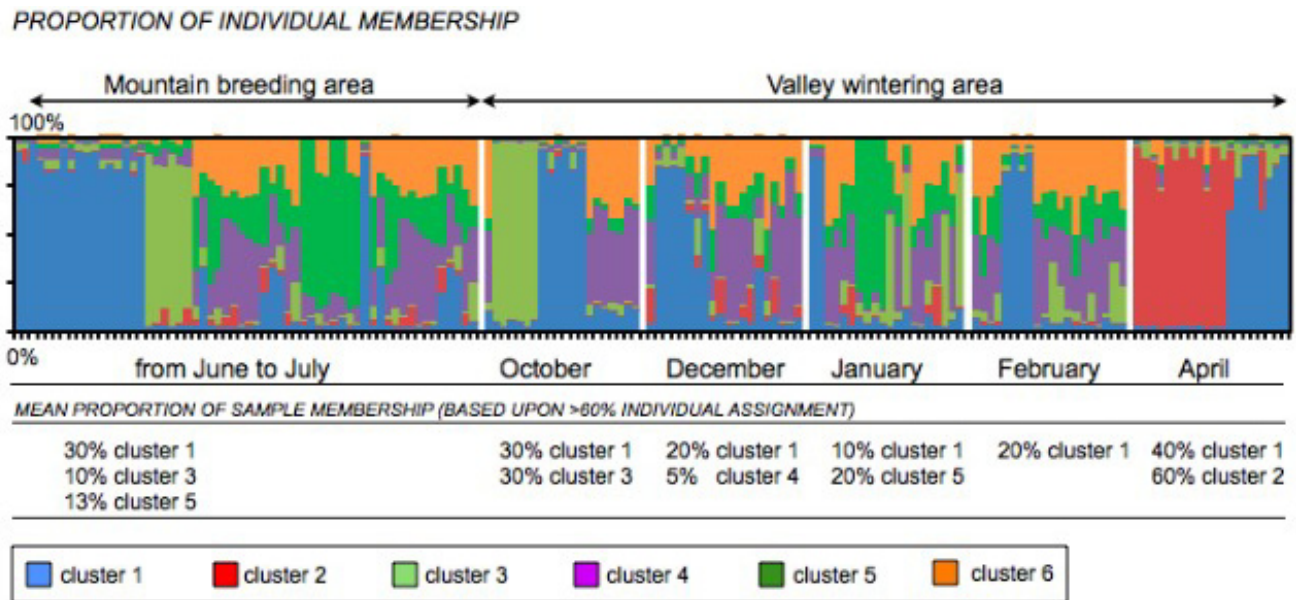 PROPORTION OF INDIVIDUAL MEMBERSHIP
Mountain breeding area Valley wintering area
100%
0%
from June to July October December January February April
MEAN PROPORTION OF SAMPLE MEMBERSHIP (BASED UPON >60% INDIVIDUAL ASSIGNMENT)
30% cluster 1 30% cluster 1 20% cluster 1 10% cluster 1 20% cluster 1 40% cluster 1
10% cluster 3 30% cluster 3 5% cluster 4 20% cluster 5 60% cluster 2
13% cluster 5
cluster 1 cluster 2 cluster 3 cluster 4 cluster 5 cluster 6